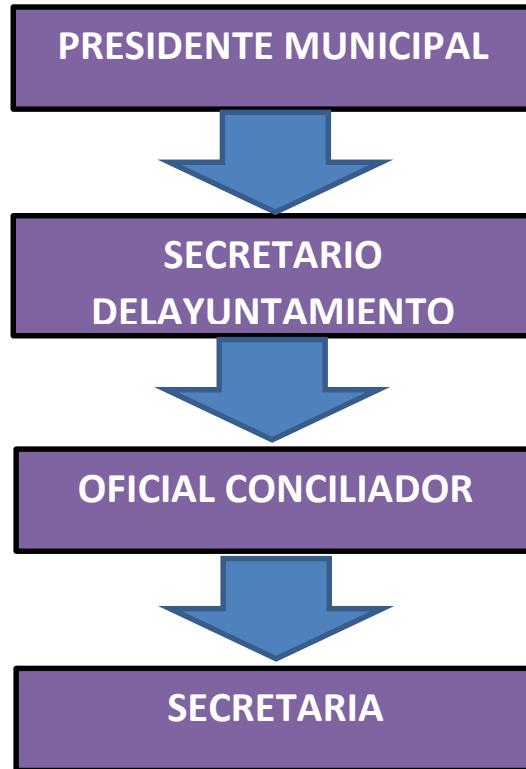 PRESIDENTE MUNICIPAL
SECRETARIO
DELAYUNTAMIENTO
OFICIAL CONCILIADOR
SECRETARIA